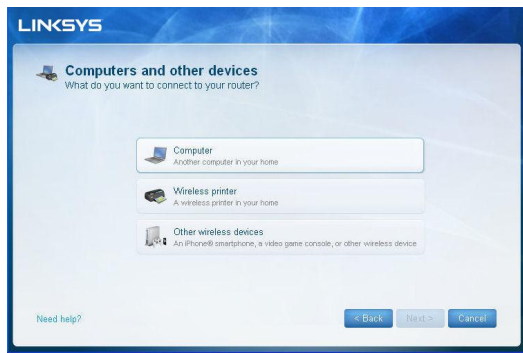 LINKSYS
Computers and other devices
What do you want to connect to your router?
Computer
Another computer in your home
Wireless printer
A wireless printer in your home
Other wireless devices
An iPhone® smartphone, a video game console, or other wireless device
Need help?
< Back
Next >
Cancel